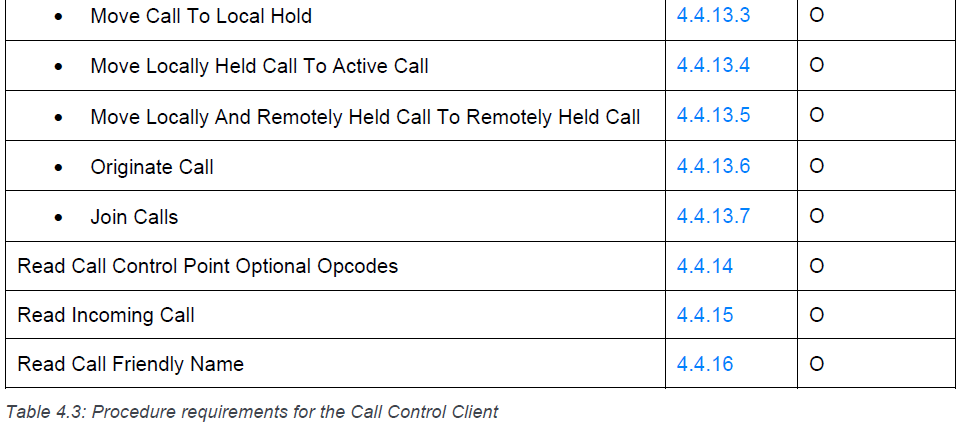 • Move Call To Local Hold 4.4.13.3 O
• Move Locally Held Call To Active Call 4.4.13.4 O
• Move Locally And Remotely Held Call To Remotely Held Call 4.4.13.5 O
• Originate Call 4.4.13.6 O
• Join Calls 4.4.13.7 O
Read Call Control Point Optional Opcodes 4.4.14 O
Read Incoming Call 4.4.15 O
Read Call Friendly Name 4.4.16 O
Table 4.3: Procedure requirements for the Call Control Client